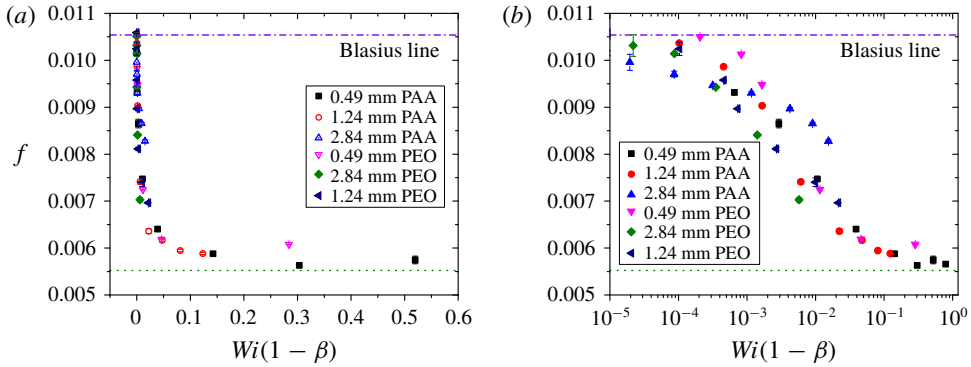 (a)
0.011
0.010
0.009
0.008
0.007
0.006
0.005
f
Blasius line
0.49 mm PAA
1.24 mm PAA
2.84 mm PAA
0.49 mm PEO
2.84 mm PEO
1.24 mm PEO
0 0.1 0.2 0.3 0.4 0.5 0.6
Wi(1 − β)
(b)
0.011
0.010
0.009
0.008
0.007
0.006
0.005
Blasius line
0.49 mm PAA
1.24 mm PAA
2.84 mm PAA
0.49 mm PEO
2.84 mm PEO
1.24 mm PEO
10⁻⁵ 10⁻⁴ 10⁻³ 10⁻² 10⁻¹ 10⁰
Wi(1 − β)